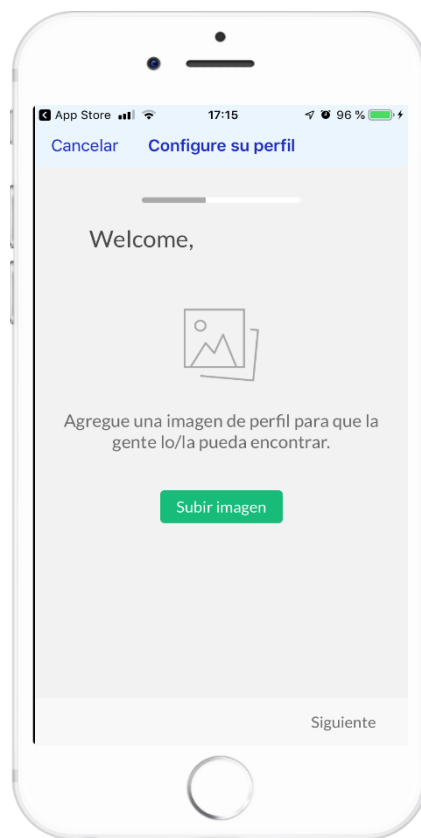 App Store 17:15 96 %
Cancelar Configure su perfil
Welcome,
Agregue una imagen de perfil para que la
gente lo/la pueda encontrar.
Subir imagen
Siguiente